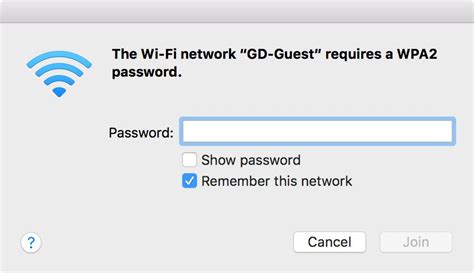 The Wi-Fi network “GD-Guest” requires a WPA2
password.
Password:
Show password
Remember this network
?
Cancel
Join